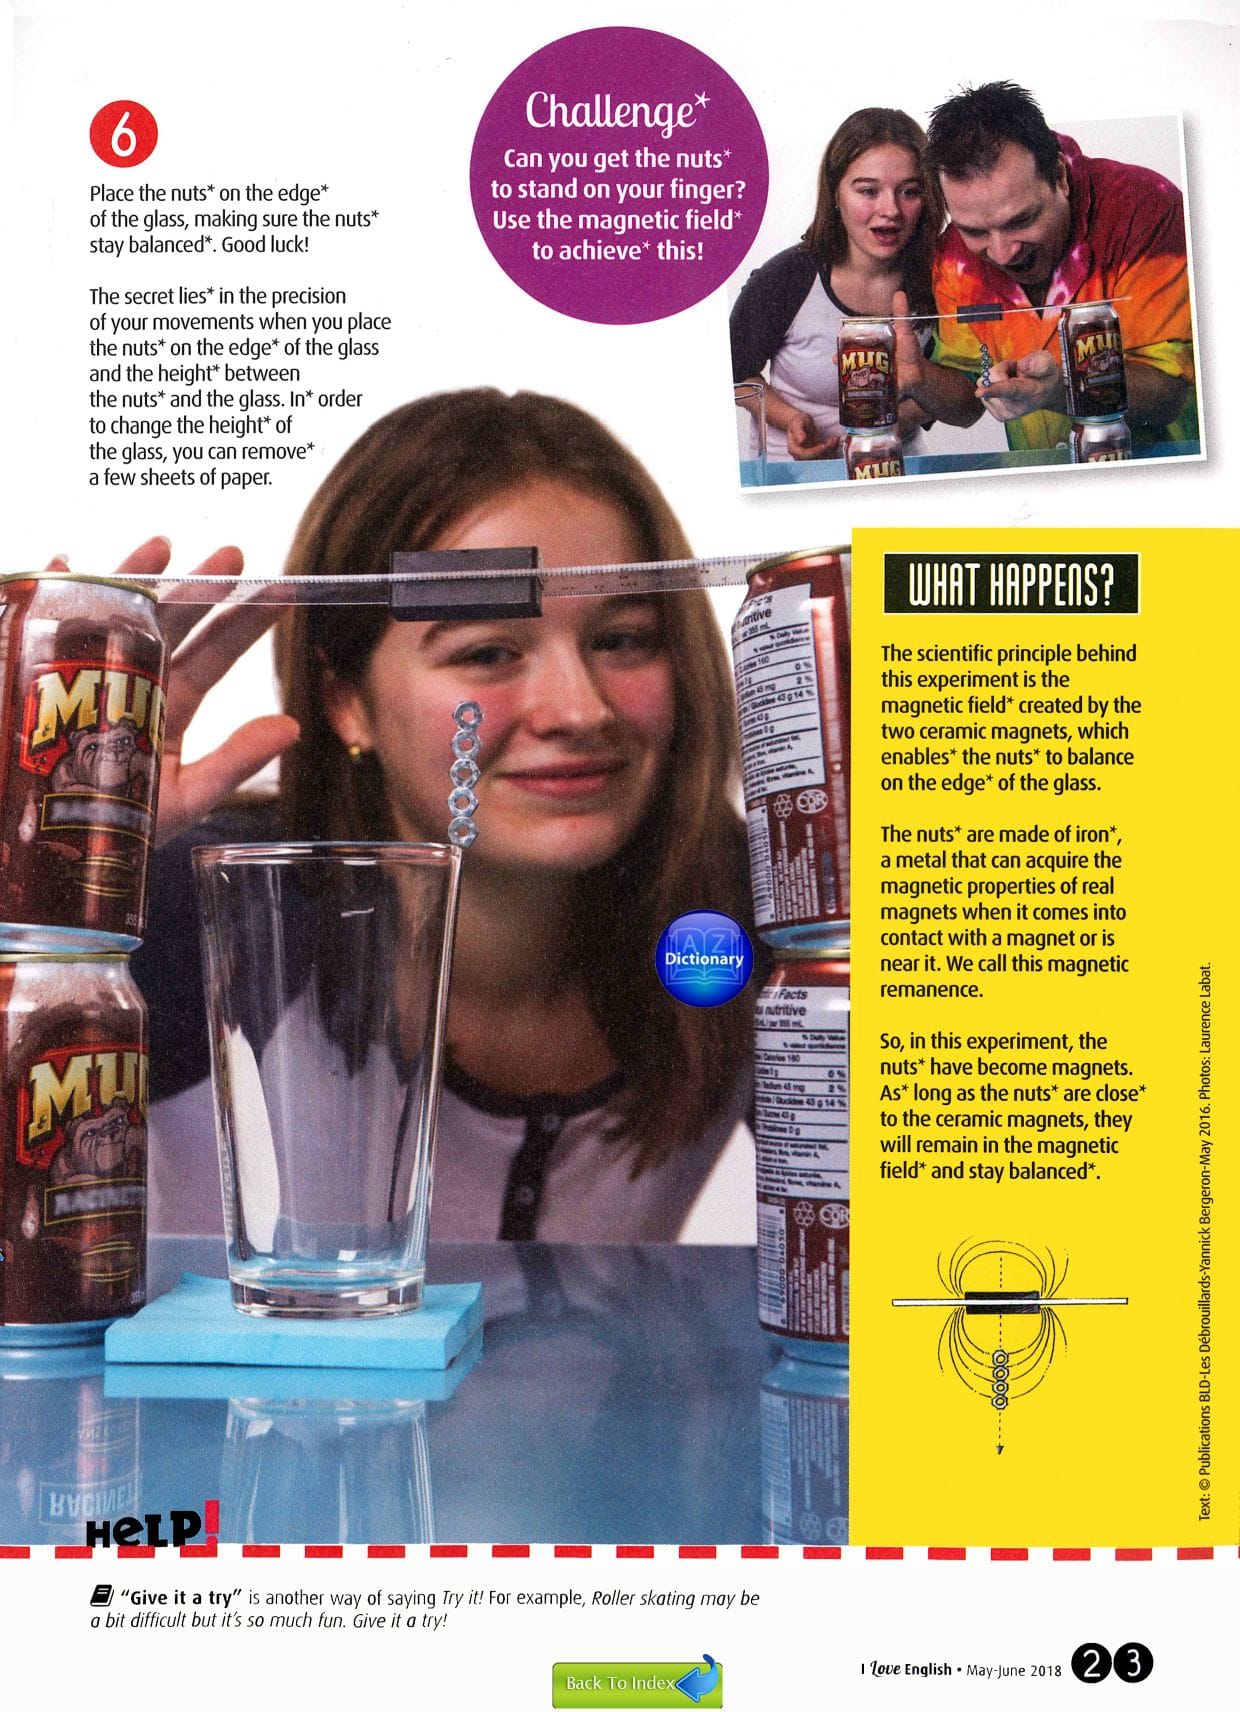 6
Place the nuts* on the edge*
of the glass, making sure the nuts*
stay balanced*. Good luck!
The secret lies* in the precision
of your movements when you place
the nuts* on the edge* of the glass
and the height* between
the nuts* and the glass. In* order
to change the height* of
the glass, you can remove*
a few sheets of paper.
Challenge*
Can you get the nuts*
to stand on your finger?
Use the magnetic field*
to achieve* this!
MUG
MUG
MUG
MUG
MUG
MUG
A Z
Dictionary
WHAT HAPPENS?
The scientific principle behind
this experiment is the
magnetic field* created by the
two ceramic magnets, which
enables* the nuts* to balance
on the edge* of the glass.
The nuts* are made of iron*,
a metal that can acquire the
magnetic properties of real
magnets when it comes into
contact with a magnet or is
near it. We call this magnetic
remanence.
So, in this experiment, the
nuts* have become magnets.
As* long as the nuts* are close*
to the ceramic magnets, they
will remain in the magnetic
field* and stay balanced*.
Text: © Publications BLD-Les Débrouillards-Yannick Bergeron-May 2016. Photos: Laurence Labat.
HELP!
"Give it a try" is another way of saying Try it! For example, Roller skating may be
a bit difficult but it's so much fun. Give it a try!
Back To Index
I Love English • May-June 2018 23